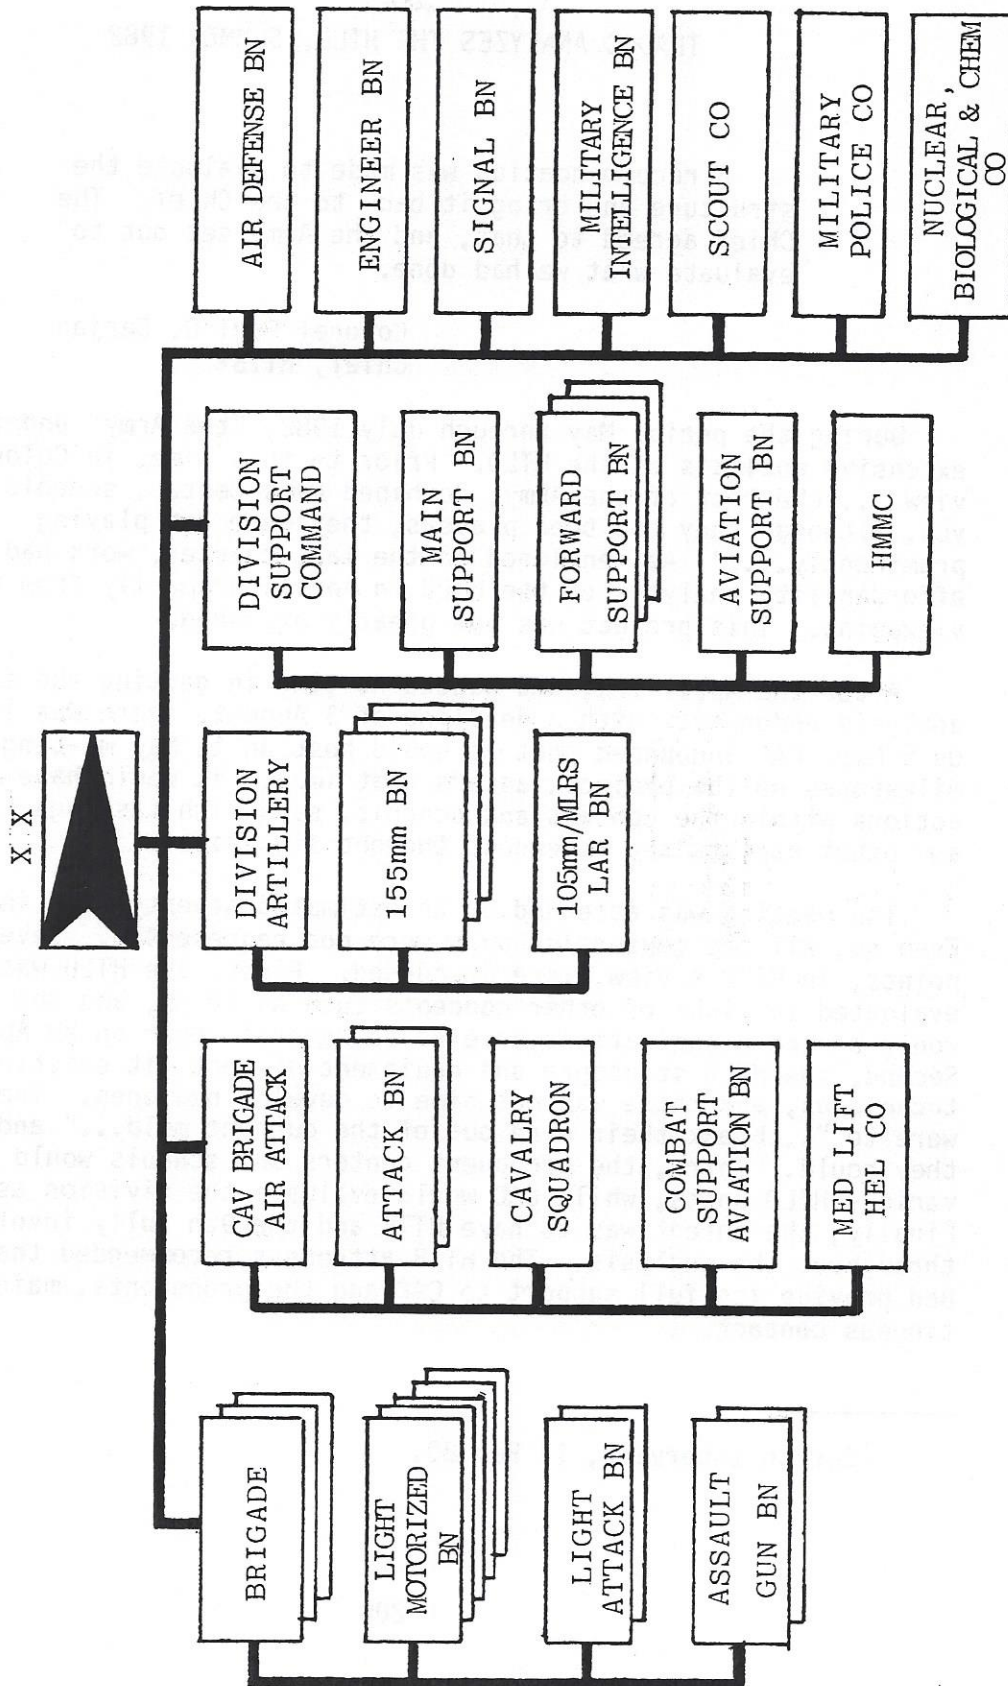 X X
BRIGADE
LIGHT
MOTORIZED
BN
LIGHT
ATTACK BN
ASSAULT
GUN BN
CAV BRIGADE
AIR ATTACK
ATTACK BN
CAVALRY
SQUADRON
COMBAT
SUPPORT
AVIATION BN
MED LIFT
HEL CO
DIVISION
ARTILLERY
155mm BN
105mm/MLRS
LAR BN
DIVISION
SUPPORT
COMMAND
MAIN
SUPPORT BN
FORWARD
SUPPORT BN
AVIATION
SUPPORT BN
HMMC
AIR DEFENSE BN
ENGINEER BN
SIGNAL BN
MILITARY
INTELIGENCE BN
SCOUT CO
MILITARY
POLICE CO
NUCLEAR,
BIOLOGICAL & CHEM
CO